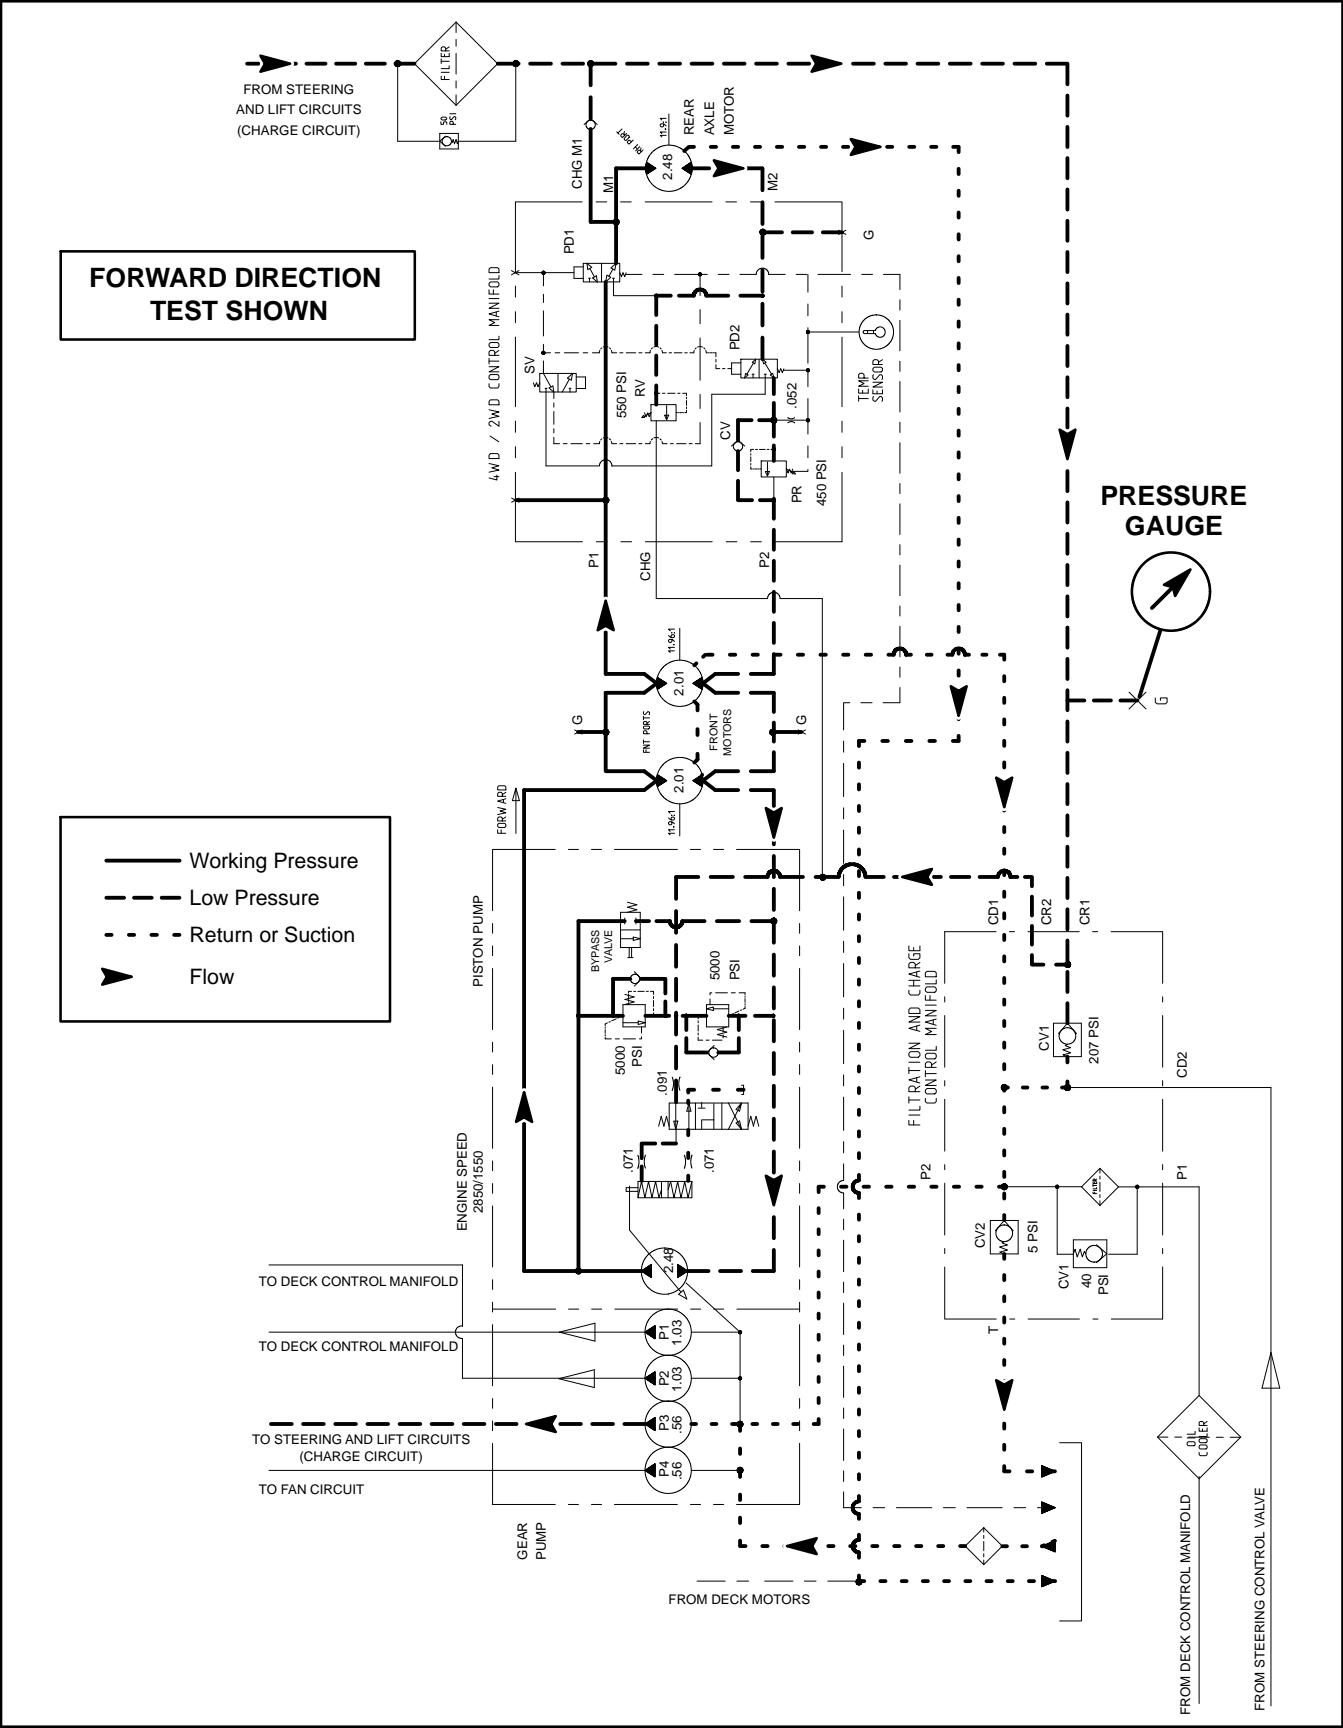 FILTER
FROM STEERING
AND LIFT CIRCUITS
(CHARGE CIRCUIT)
50
PSI
CHG M1
RH PORT
11.9:1
REAR
AXLE
MOTOR
2.48
M1
M2
FORWARD DIRECTION
TEST SHOWN
4WD / 2WD CONTROL MANIFOLD
PD1
G
SV
550 PSI
RV
PD2
TEMP
SENSOR
.052
CV
PR
450 PSI
P1
CHG
P2
PRESSURE
GAUGE
11.96:1
2.01
G
FNT PORTS
FRONT
MOTORS
G
G
2.01
11.96:1
FORWARD
Working Pressure
Low Pressure
Return or Suction
Flow
PISTON PUMP
BYPASS
VALVE
5000
PSI
5000
PSI
.091
.071
.071
ENGINE SPEED
2850/1550
2.48
CD1
CR2
CR1
FILTRATION AND CHARGE
CONTROL MANIFOLD
CV1
207 PSI
CD2
P2
P1
FILTER
CV2
5 PSI
CV1
40
PSI
T
TO DECK CONTROL MANIFOLD
TO DECK CONTROL MANIFOLD
P1
1.03
P2
1.03
P3
.56
P4
.56
TO STEERING AND LIFT CIRCUITS
(CHARGE CIRCUIT)
TO FAN CIRCUIT
GEAR
PUMP
OIL
COOLER
FROM DECK MOTORS
FROM DECK CONTROL MANIFOLD
FROM STEERING CONTROL VALVE